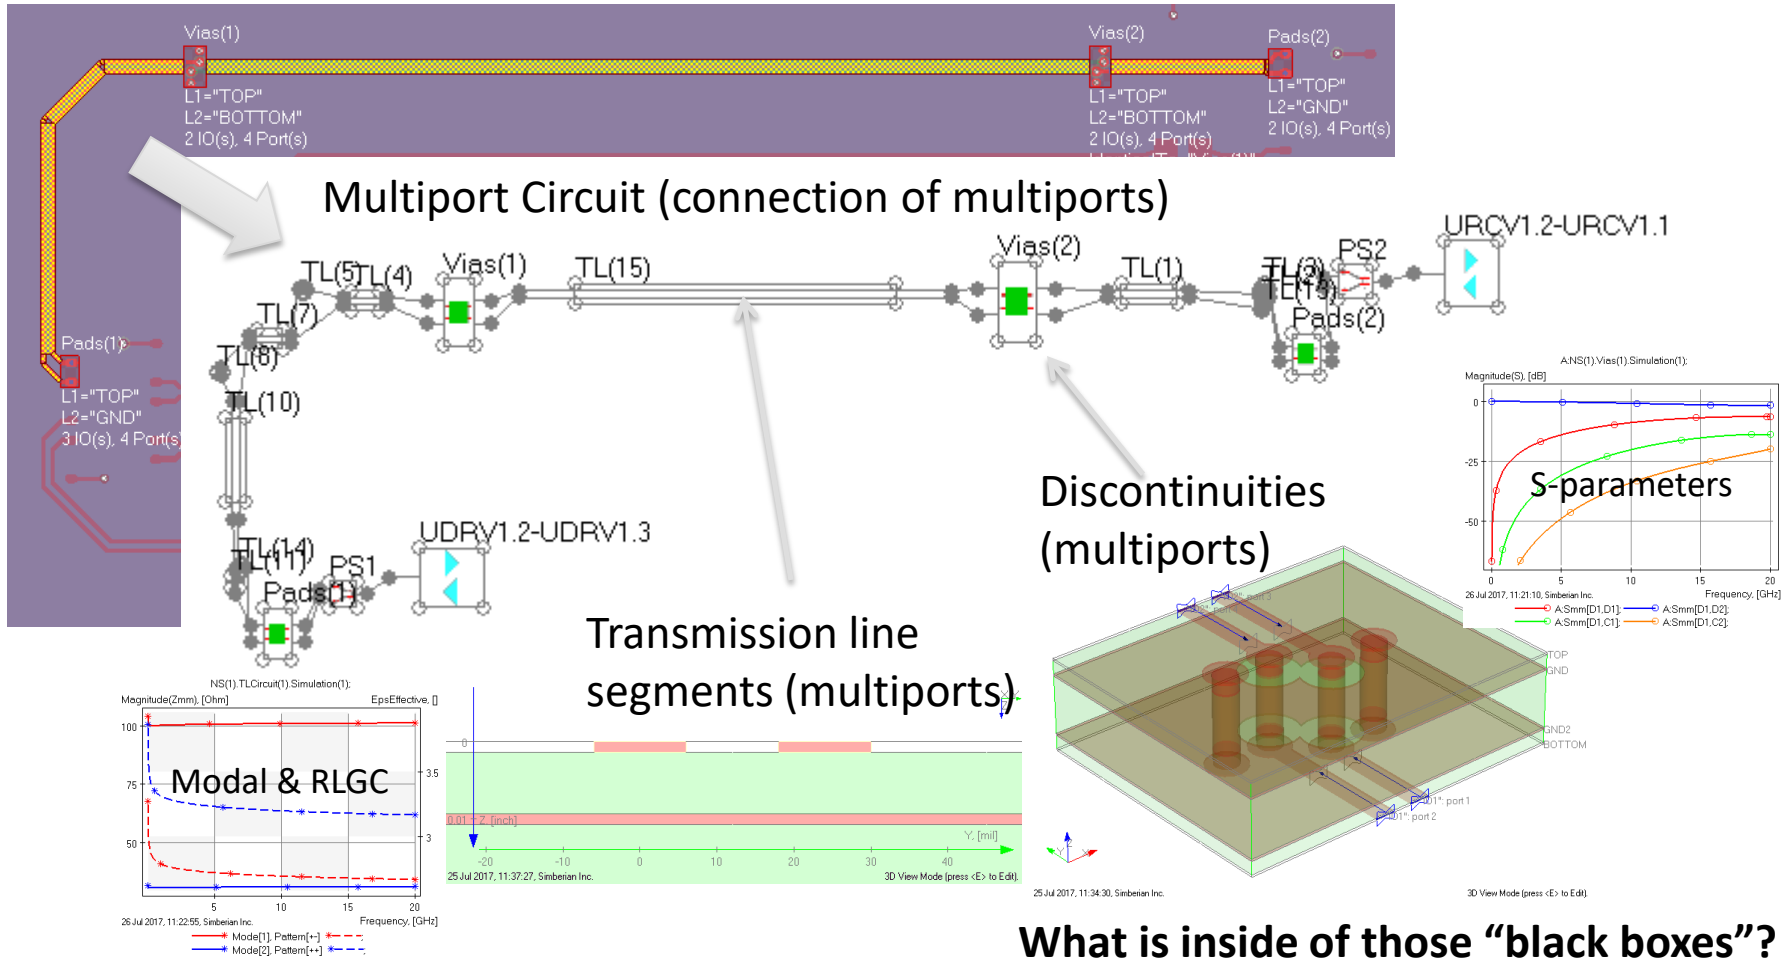 Vias(1)
L1="TOP"
L2="BOTTOM"
2 IO(s), 4 Port(s)
Vias(2)
L1="TOP"
L2="BOTTOM"
2 IO(s), 4 Port(s)
Pads(2)
L1="TOP"
L2="GND"
2 IO(s), 4 Port(s)
Multiport Circuit (connection of multiports)
Pads(1)
L1="TOP"
L2="GND"
3 IO(s), 4 Port(s)
TL(5)
TL(4)
Vias(1)
TL(15)
Vias(2)
TL(1)
PS2
URCV1.2-URCV1.1
Pads(2)
TL(7)
TL(8)
TL(10)
TL(14)
TL(11)
Pads(1)
PS1
UDRV1.2-UDRV1.3
Discontinuities
(multiports)
Transmission line
segments (multiports)
A:NS(1).Vias(1).Simulation(1);
Magnitude(S), [dB]
0
-25
-50
S-parameters
0 5 10 15 20
26 Jul 2017, 11:21:10, Simberian Inc.
Frequency, [GHz]
A:Smm[D1,D1]; A:Smm[D1,D2];
A:Smm[D1,C1]; A:Smm[D1,C2];
NS(1).TLCircuit(1).Simulation(1);
Magnitude(Zmm), [Ohm]
EpsEffective, []
100
75
50
3.5
3
Modal & RLGC
5 10 15 20
26 Jul 2017, 11:22:55, Simberian Inc.
Frequency, [GHz]
Mode[1], Pattern[+-]
Mode[2], Pattern[++]
0
0.01
Z, [inch]
Y, [mil]
-20 -10 0 10 20 30 40
25 Jul 2017, 11:37:27, Simberian Inc.
3D View Mode (press <E> to Edit).
port 3
TOP
GND
GND2
BOTTOM
port 1
port 2
Z
Y
X
25 Jul 2017, 11:34:30, Simberian Inc.
3D View Mode (press <E> to Edit).
What is inside of those “black boxes”?